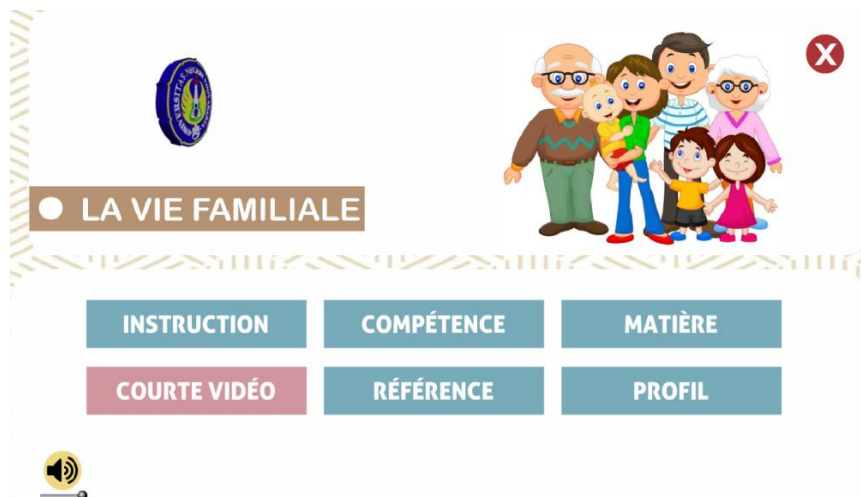 X
LA VIE FAMILIALE
INSTRUCTION
COMPÉTENCE
MATIÈRE
COURTE VIDÉO
RÉFÉRENCE
PROFIL